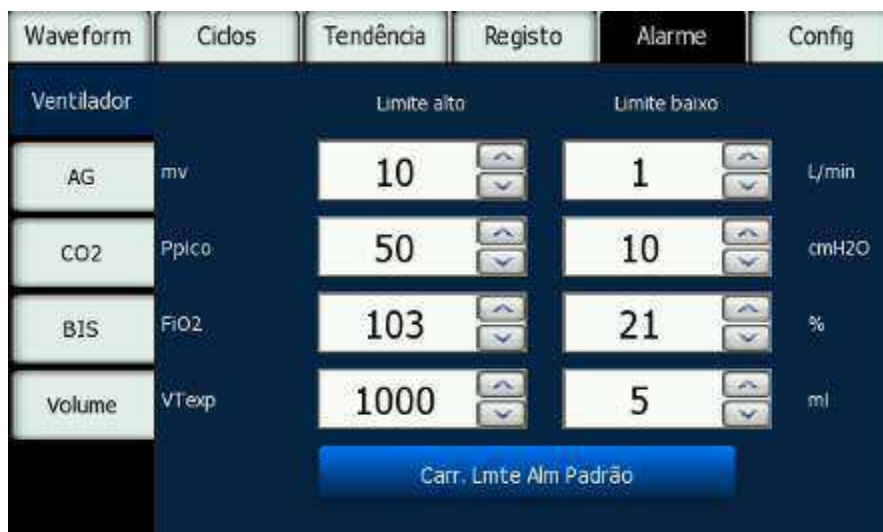 Waveform Ciclos Tendência Registo Alarme Config
Ventilador Limite alto Limite baixo
AG mv 10 1 L/min
CO2 Ppico 50 10 cmH2O
BIS FiO2 103 21 %
Volume VTexp 1000 5 ml
Carr. Lmte Alm Padrão